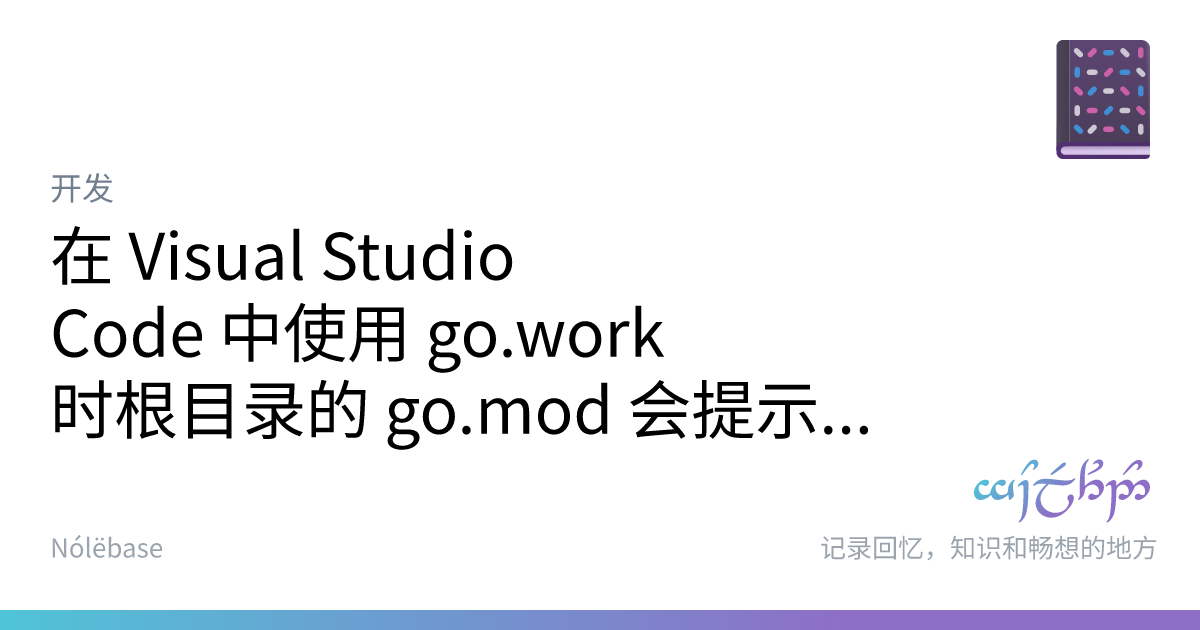 开发
在 Visual Studio
Code 中使用 go.work
时根目录的 go.mod 会提示...
Nólëbase
记录回忆，知识和畅想的地方